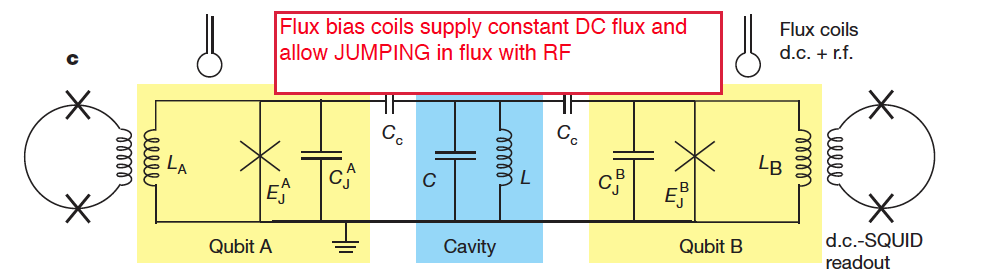 Flux bias coils supply constant DC flux and
allow JUMPING in flux with RF
Flux coils
d.c. + r.f.
c
L_A
E_J^A
C_J^A
C_c
C
L
C_c
C_J^B
E_J^B
L_B
Qubit A
Cavity
Qubit B
d.c.-SQUID
readout